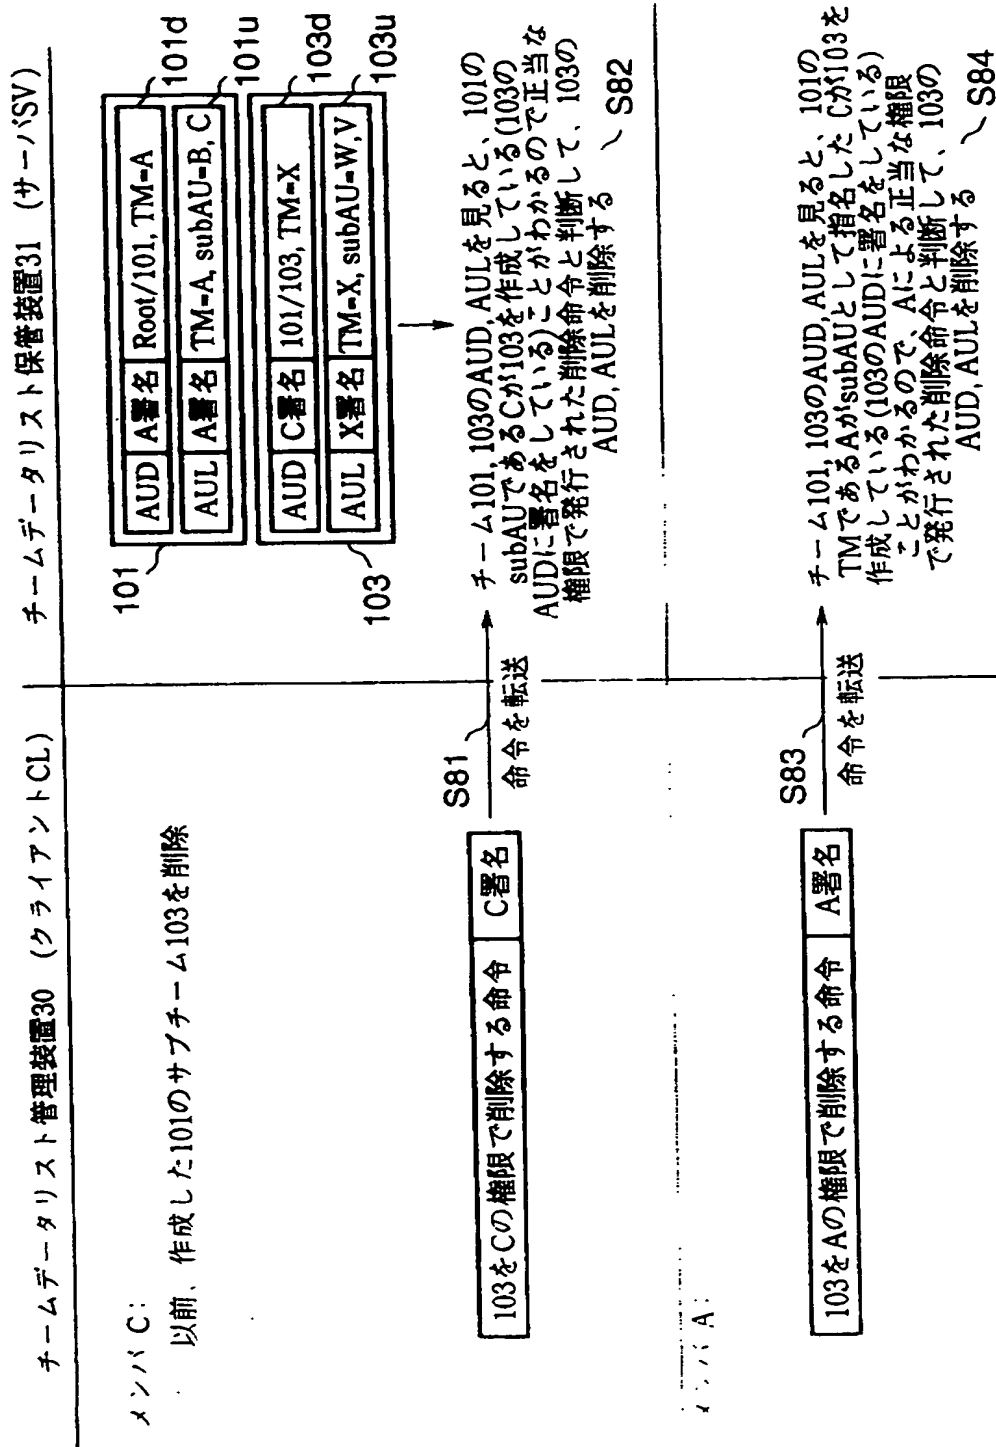 チームデータリスト管理装置30 (クライアントCL)
チームデータリスト保管装置31 (サーバSV)
メンバ C:
以前、作成した101のサブチーム103を削除
101
AUD A署名 Root/101, TM=A
101d
AUL A署名 TM=A, subAU=B, C
101u
103
AUD C署名 101/103, TM=X
103d
AUL X署名 TM=X, subAU=W, V
103u
103をCの権限で削除する命令 C署名
S81
命令を転送
チーム101, 103のAUD, AULを見ると、101の
subAUであるCが103を作成している(103の
AUDに署名をしている)ことがわかるので正当な
権限で発行された削除命令と判断して、103の
AUD, AULを削除する
S82
メンバ A:
103をAの権限で削除する命令 A署名
S83
命令を転送
チーム101, 103のAUD, AULを見ると、101の
TMであるAがsubAUとして指名した Cが103を
作成している(103のAUDに署名をしている)
ことがわかるので、Aによる正当な権限
で発行された削除命令と判断して、103の
AUD, AULを削除する
S84